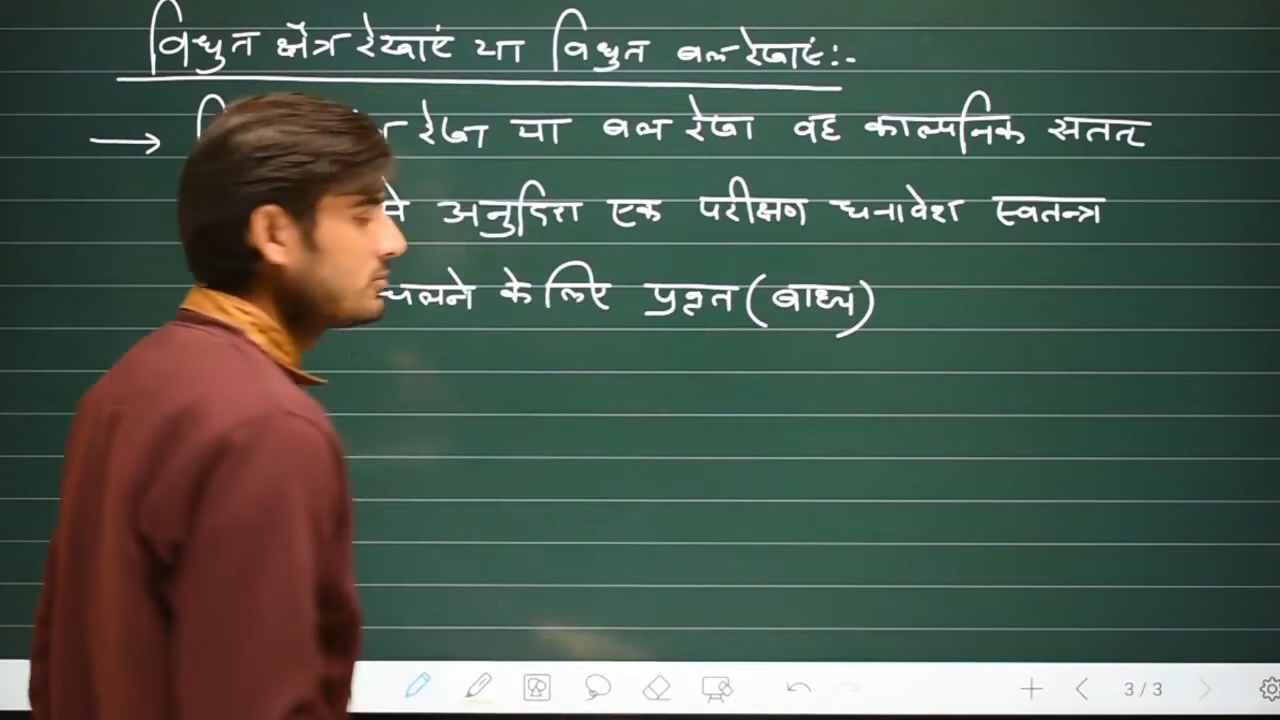 विधुत क्षेत्र रेखाएं या विधुत बल रेखाएं:-
→ रेखा या बल रेखा वह काल्पनिक सतत्
अनुदिश एक परीक्षण धनावेश स्वतन्त्र
चलने के लिए प्रवृत (बाध्य)
3/3